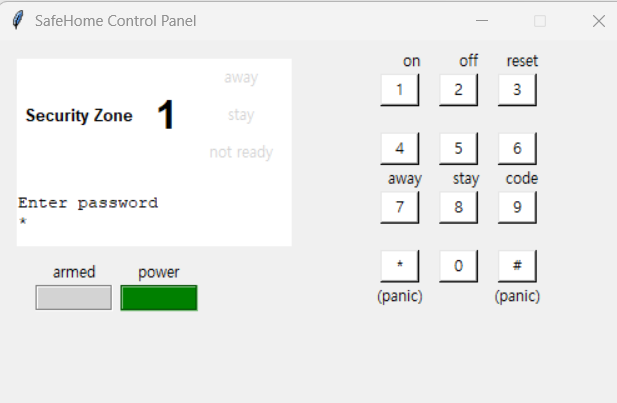 SafeHome Control Panel
away
Security Zone 1
stay
not ready
Enter password
*
armed power
on off reset
1 2 3
4 5 6
away stay code
7 8 9
* 0 #
(panic) (panic)